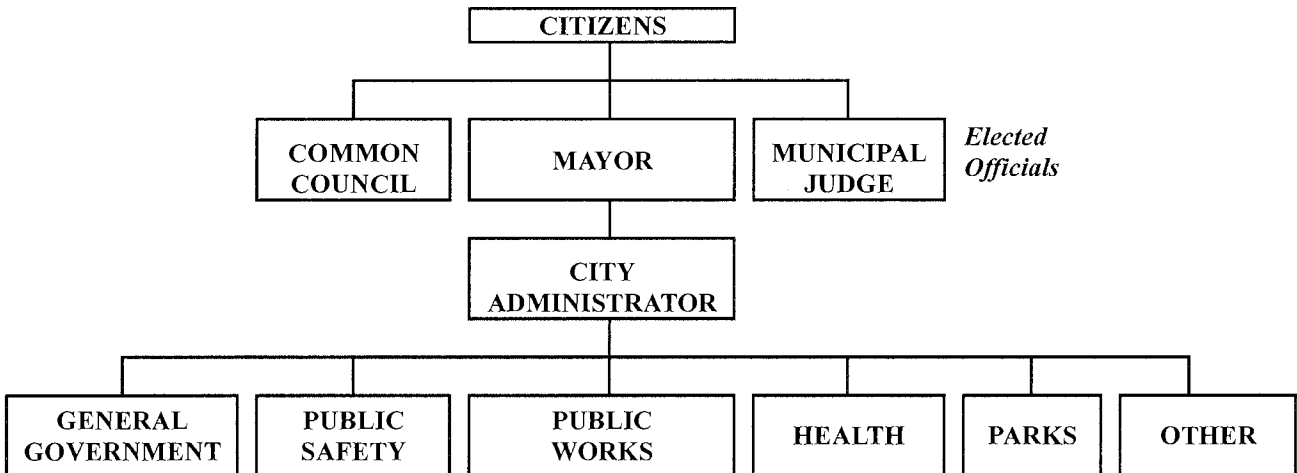 CITIZENS
COMMON
COUNCIL
MAYOR
MUNICIPAL
JUDGE
Elected
Officials
CITY
ADMINISTRATOR
GENERAL
GOVERNMENT
PUBLIC
SAFETY
PUBLIC
WORKS
HEALTH
PARKS
OTHER